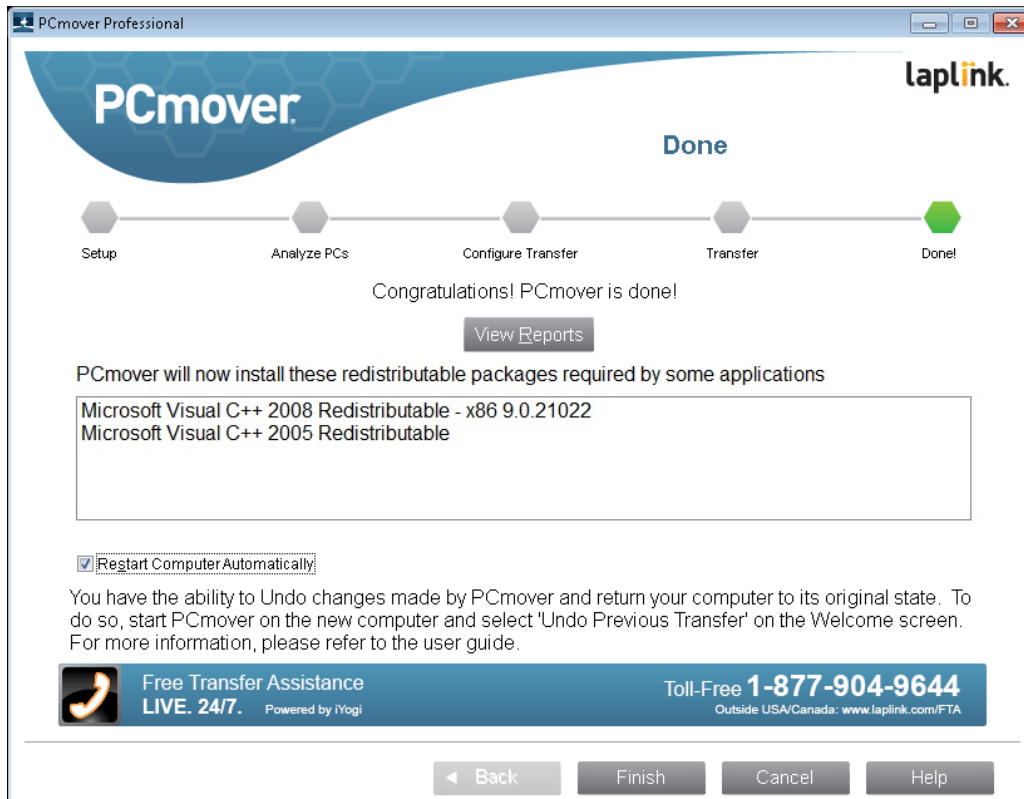 PCmover Professional
PCmover.
laplink.
Done
Setup
Analyze PCs
Configure Transfer
Transfer
Done!
Congratulations! PCmover is done!
View Reports
PCmover will now install these redistributable packages required by some applications
Microsoft Visual C++ 2008 Redistributable - x86 9.0.21022
Microsoft Visual C++ 2005 Redistributable
Restart Computer Automatically
You have the ability to Undo changes made by PCmover and return your computer to its original state. To
do so, start PCmover on the new computer and select 'Undo Previous Transfer' on the Welcome screen.
For more information, please refer to the user guide.
Free Transfer Assistance
LIVE. 24/7. Powered by iYogi
Toll-Free 1-877-904-9644
Outside USA/Canada: www.laplink.com/FTA
Back
Finish
Cancel
Help